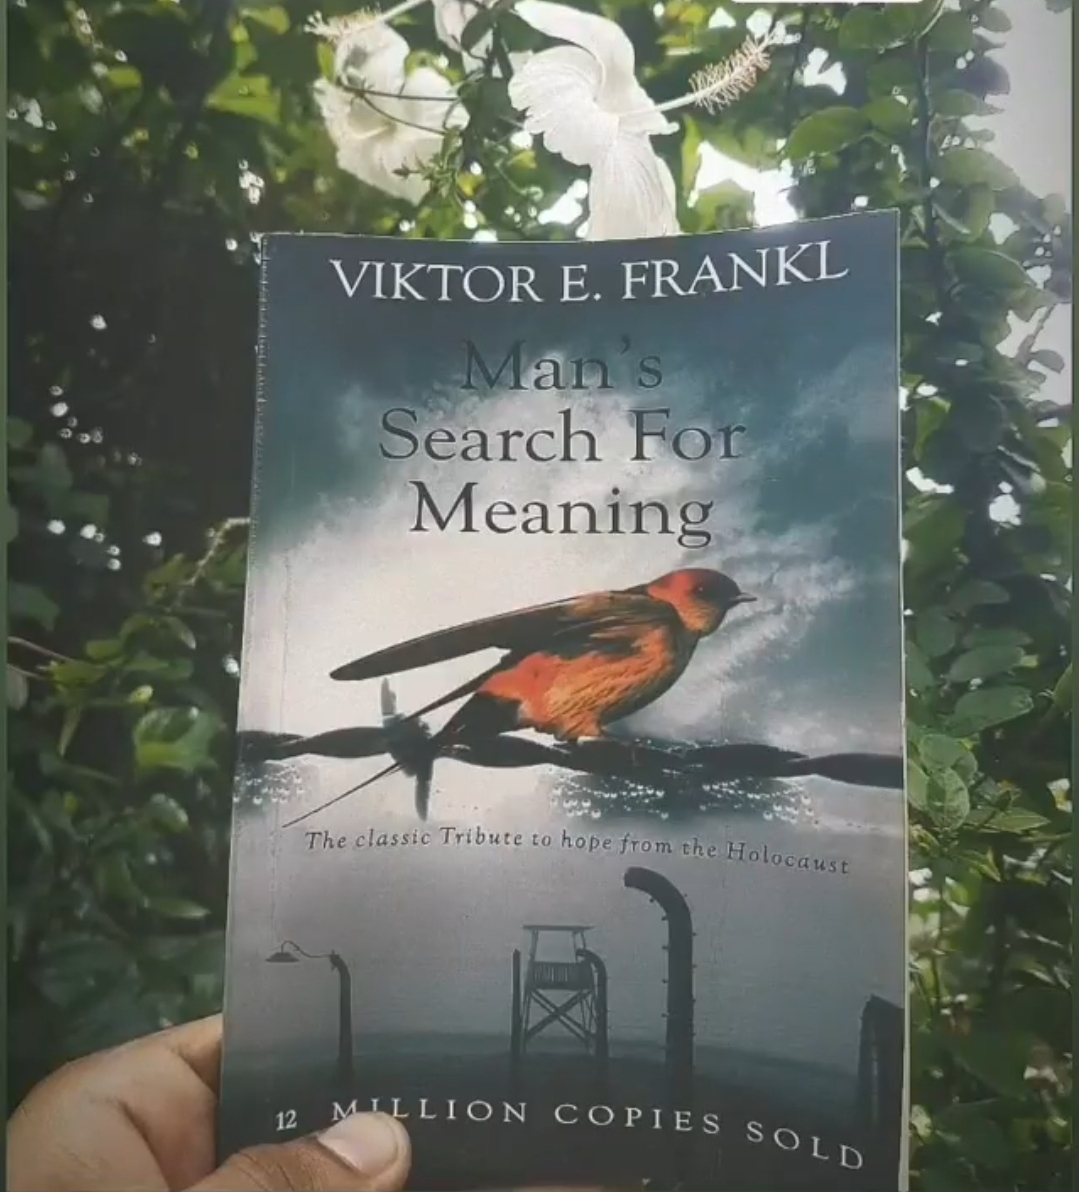 VIKTOR E. FRANKL
Man's
Search For
Meaning
The classic Tribute to hope from the Holocaust
12 MILLION COPIES SOLD